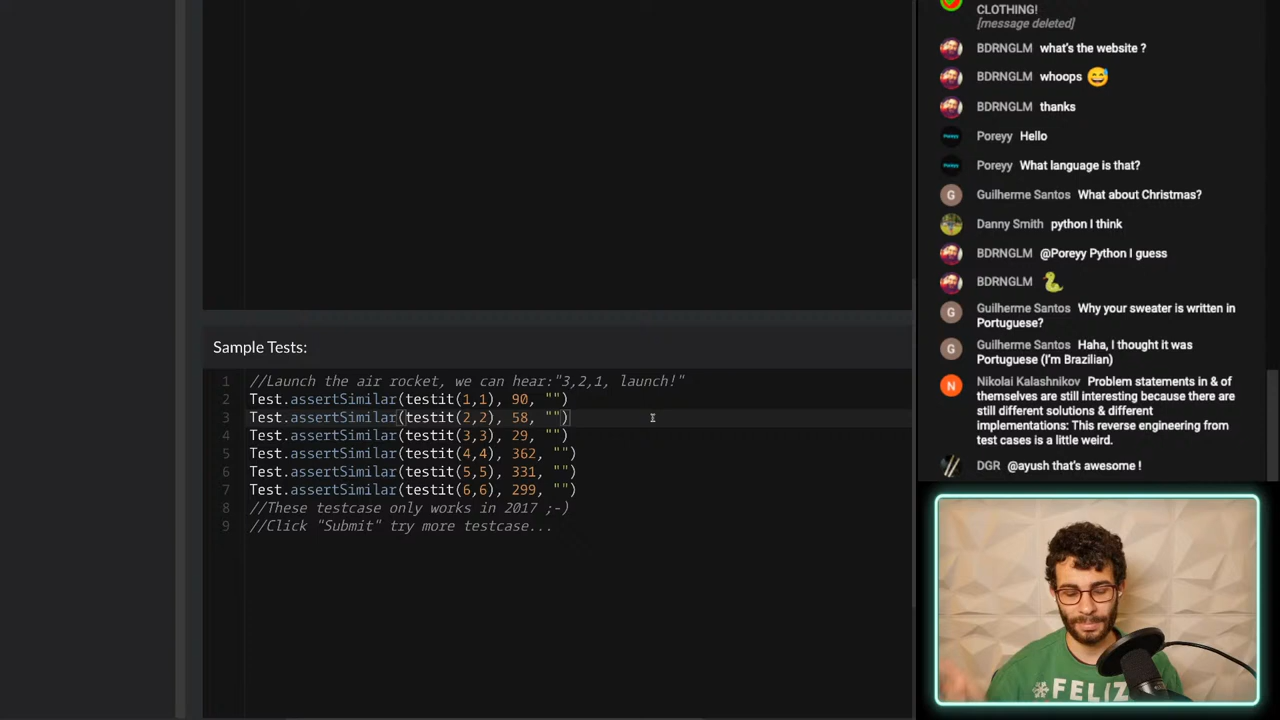 CLOTHING!
[message deleted]
BDRNGLM what's the website ?
BDRNGLM whoops 😅
BDRNGLM thanks
Poreyy Hello
Poreyy What language is that?
G Guilherme Santos What about Christmas?
Danny Smith python I think
BDRNGLM @Poreyy Python I guess
BDRNGLM 🐍
G Guilherme Santos Why your sweater is written in
Portuguese?
G Guilherme Santos Haha, I thought it was
Portuguese (I'm Brazilian)
N Nikolai Kalashnikov Problem statements in & of
themselves are still interesting because there are
still different solutions & different
implementations: This reverse engineering from
test cases is a little weird.
DGR @ayush that's awesome !
Sample Tests:
1 //Launch the air rocket, we can hear:"3,2,1, launch!"
2 Test.assertSimilar(testit(1,1), 90, "")
3 Test.assertSimilar(testit(2,2), 58, "")
4 Test.assertSimilar(testit(3,3), 29, "")
5 Test.assertSimilar(testit(4,4), 362, "")
6 Test.assertSimilar(testit(5,5), 331, "")
7 Test.assertSimilar(testit(6,6), 299, "")
8 //These testcase only works in 2017 ;-)
9 //Click "Submit" try more testcase...
FELIZ